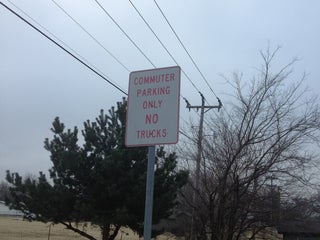 COMMUTER
PARKING
ONLY
NO
TRUCKS